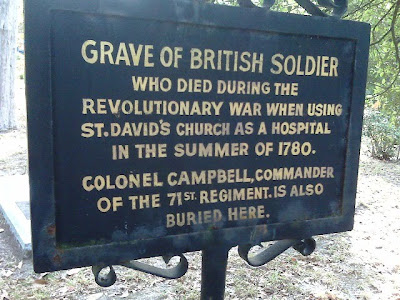 GRAVE OF BRITISH SOLDIER
WHO DIED DURING THE
REVOLUTIONARY WAR WHEN USING
ST. DAVID'S CHURCH AS A HOSPITAL
IN THE SUMMER OF 1780.
COLONEL CAMPBELL, COMMANDER
OF THE 71ST. REGIMENT. IS ALSO
BURIED HERE.